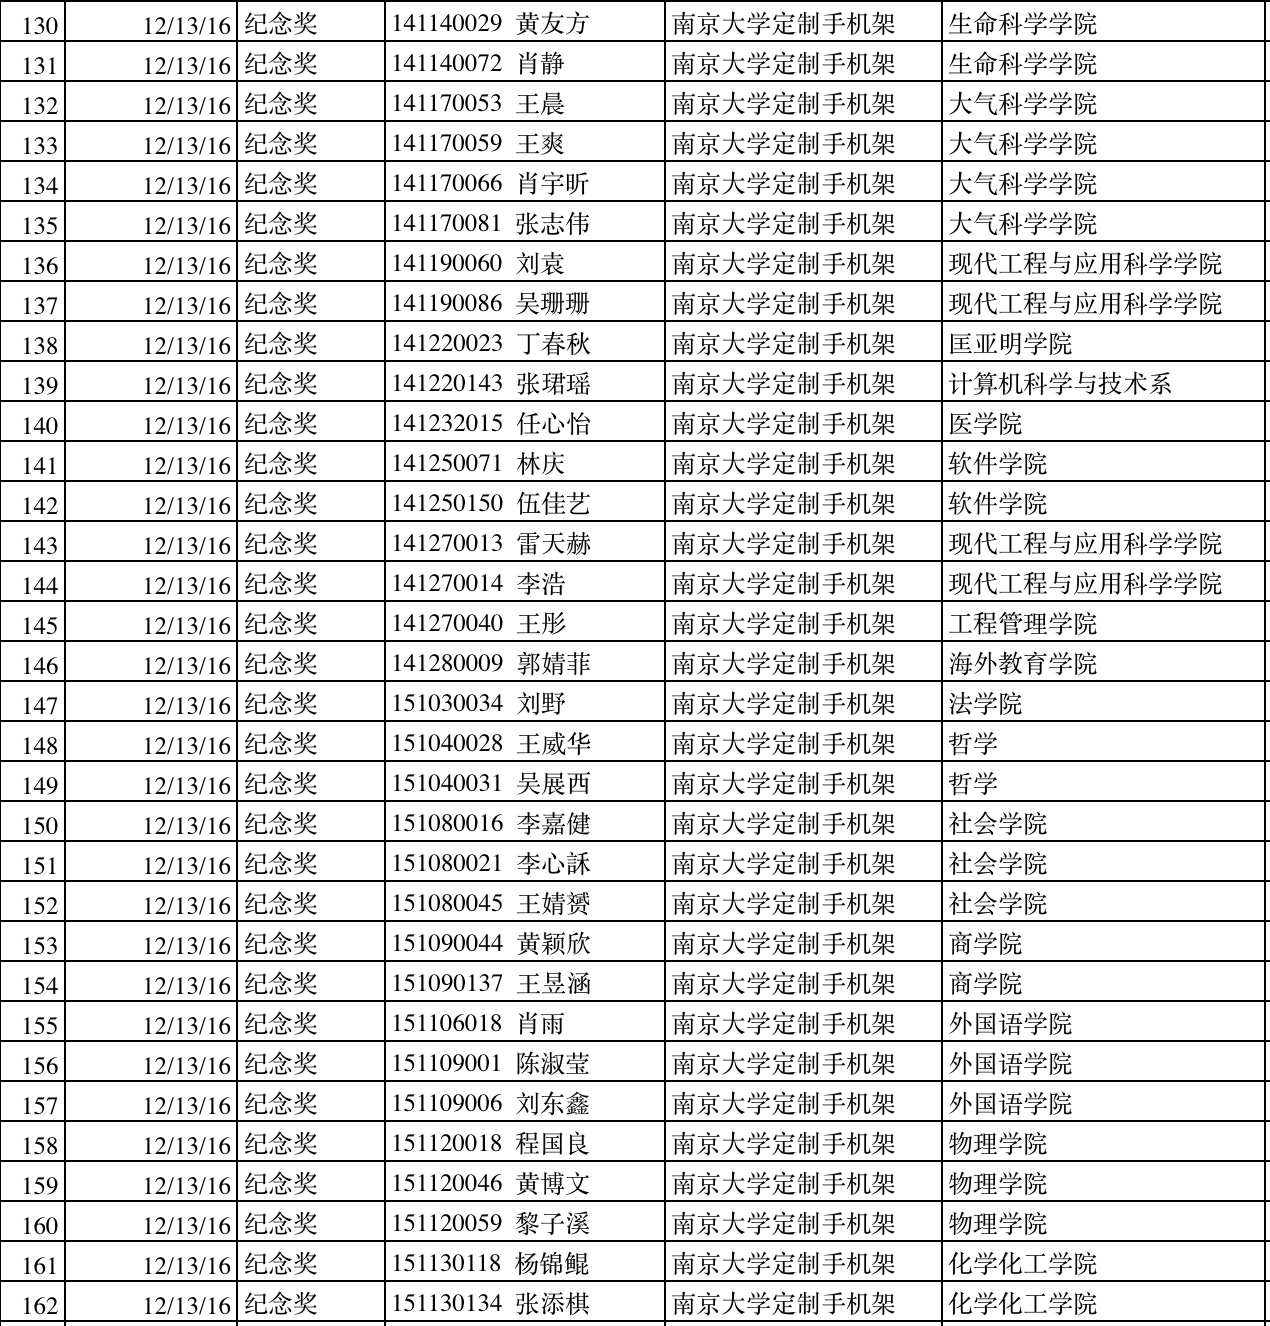 130 12/13/16 纪念奖 141140029 黄友方 南京大学定制手机架 生命科学学院
131 12/13/16 纪念奖 141140072 肖静 南京大学定制手机架 生命科学学院
132 12/13/16 纪念奖 141170053 王晨 南京大学定制手机架 大气科学学院
133 12/13/16 纪念奖 141170059 王爽 南京大学定制手机架 大气科学学院
134 12/13/16 纪念奖 141170066 肖宇昕 南京大学定制手机架 大气科学学院
135 12/13/16 纪念奖 141170081 张志伟 南京大学定制手机架 大气科学学院
136 12/13/16 纪念奖 141190060 刘袁 南京大学定制手机架 现代工程与应用科学学院
137 12/13/16 纪念奖 141190086 吴珊珊 南京大学定制手机架 现代工程与应用科学学院
138 12/13/16 纪念奖 141220023 丁春秋 南京大学定制手机架 匡亚明学院
139 12/13/16 纪念奖 141220143 张珺瑶 南京大学定制手机架 计算机科学与技术系
140 12/13/16 纪念奖 141232015 任心怡 南京大学定制手机架 医学院
141 12/13/16 纪念奖 141250071 林庆 南京大学定制手机架 软件学院
142 12/13/16 纪念奖 141250150 伍佳艺 南京大学定制手机架 软件学院
143 12/13/16 纪念奖 141270013 雷天赫 南京大学定制手机架 现代工程与应用科学学院
144 12/13/16 纪念奖 141270014 李浩 南京大学定制手机架 现代工程与应用科学学院
145 12/13/16 纪念奖 141270040 王彤 南京大学定制手机架 工程管理学院
146 12/13/16 纪念奖 141280009 郭婧菲 南京大学定制手机架 海外教育学院
147 12/13/16 纪念奖 151030034 刘野 南京大学定制手机架 法学院
148 12/13/16 纪念奖 151040028 王威华 南京大学定制手机架 哲学
149 12/13/16 纪念奖 151040031 吴展西 南京大学定制手机架 哲学
150 12/13/16 纪念奖 151080016 李嘉健 南京大学定制手机架 社会学院
151 12/13/16 纪念奖 151080021 李心訸 南京大学定制手机架 社会学院
152 12/13/16 纪念奖 151080045 王婧赟 南京大学定制手机架 社会学院
153 12/13/16 纪念奖 151090044 黄颖欣 南京大学定制手机架 商学院
154 12/13/16 纪念奖 151090137 王昱涵 南京大学定制手机架 商学院
155 12/13/16 纪念奖 151106018 肖雨 南京大学定制手机架 外国语学院
156 12/13/16 纪念奖 151109001 陈淑莹 南京大学定制手机架 外国语学院
157 12/13/16 纪念奖 151109006 刘东鑫 南京大学定制手机架 外国语学院
158 12/13/16 纪念奖 151120018 程国良 南京大学定制手机架 物理学院
159 12/13/16 纪念奖 151120046 黄博文 南京大学定制手机架 物理学院
160 12/13/16 纪念奖 151120059 黎子溪 南京大学定制手机架 物理学院
161 12/13/16 纪念奖 151130118 杨锦鲲 南京大学定制手机架 化学化工学院
162 12/13/16 纪念奖 151130134 张添棋 南京大学定制手机架 化学化工学院